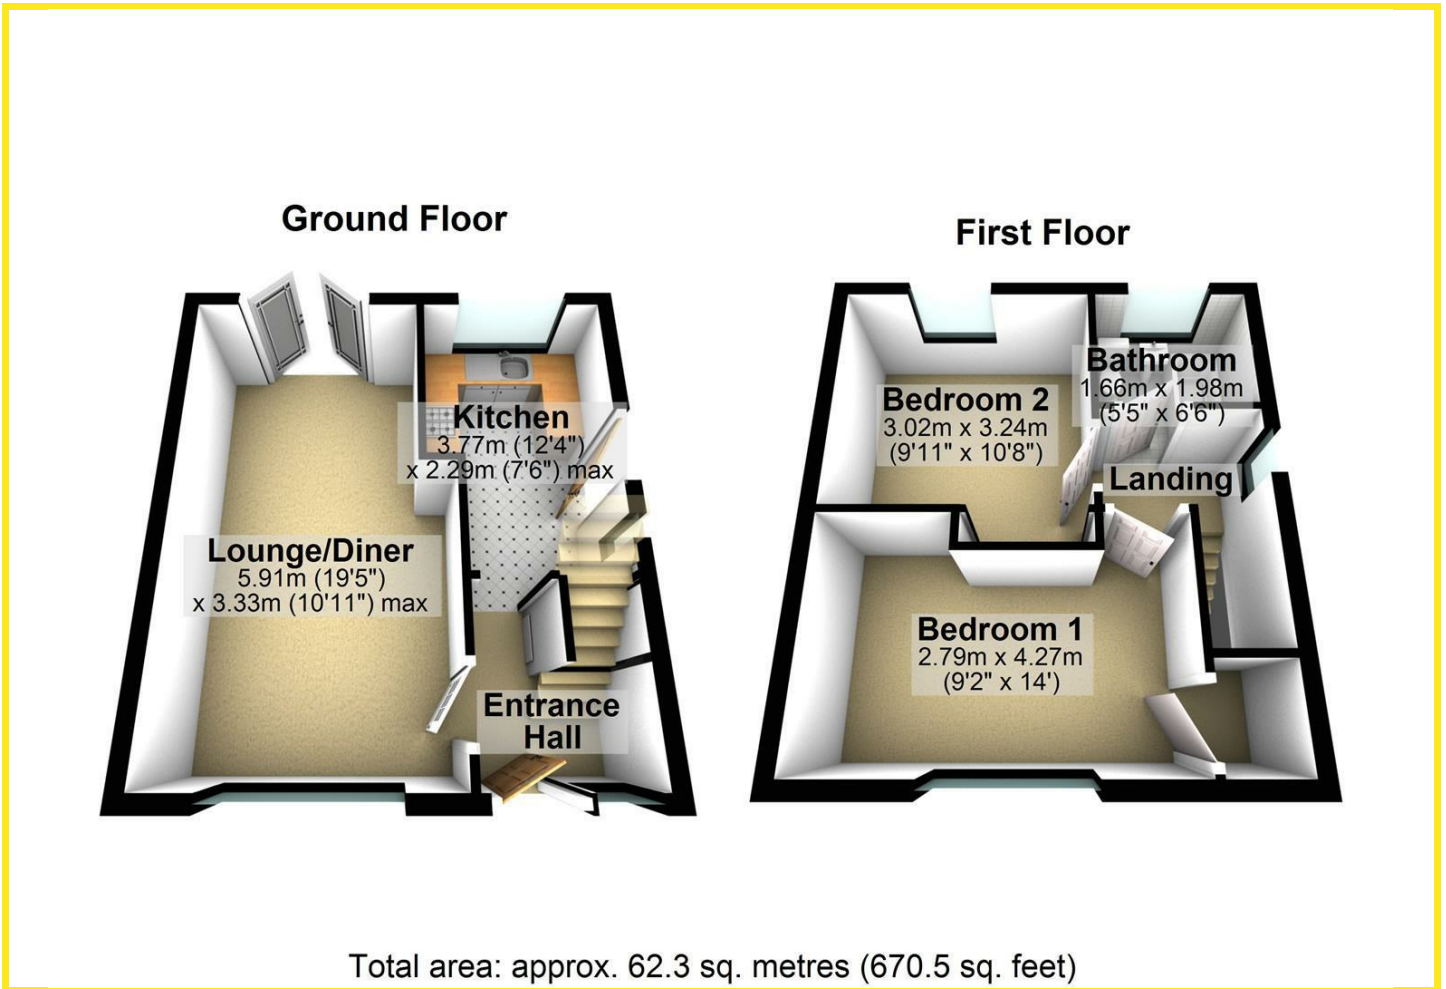 Ground Floor
First Floor
Kitchen
3.77m (12'4")
x 2.29m (7'6") max
Lounge/Diner
5.91m (19'5")
x 3.33m (10'11") max
Entrance
Hall
Bathroom
1.66m x 1.98m
(5'5" x 6'6")
Bedroom 2
3.02m x 3.24m
(9'11" x 10'8")
Landing
Bedroom 1
2.79m x 4.27m
(9'2" x 14')
Total area: approx. 62.3 sq. metres (670.5 sq. feet)